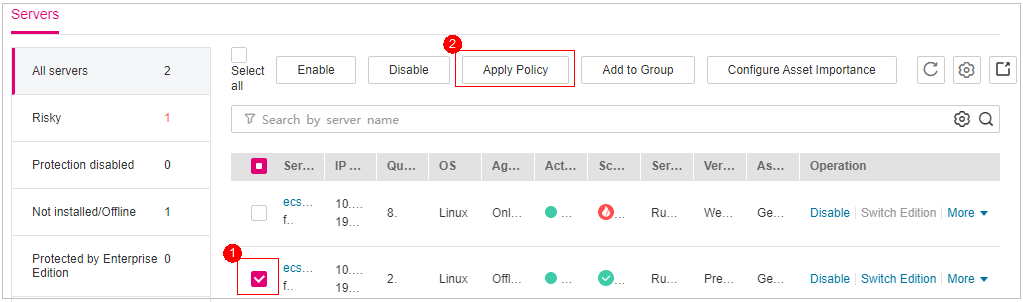 Servers
All servers 2
Risky 1
Protection disabled 0
Not installed/Offline 1
Protected by Enterprise 0
Edition
2
Select
all
Enable Disable Apply Policy Add to Group Configure Asset Importance
Search by server name
Ser... IP ... Qu... OS Ag... Act... Sc... Ser... Ver... As... Operation
ecs... 10....
f.. 19... 8. Linux Onl... ... ... Ru... We... Ge... Disable Switch Edition More
1
ecs... 10....
f.. 19... 2. Linux Offl... ... ... Ru... Pre... Ge... Disable Switch Edition More